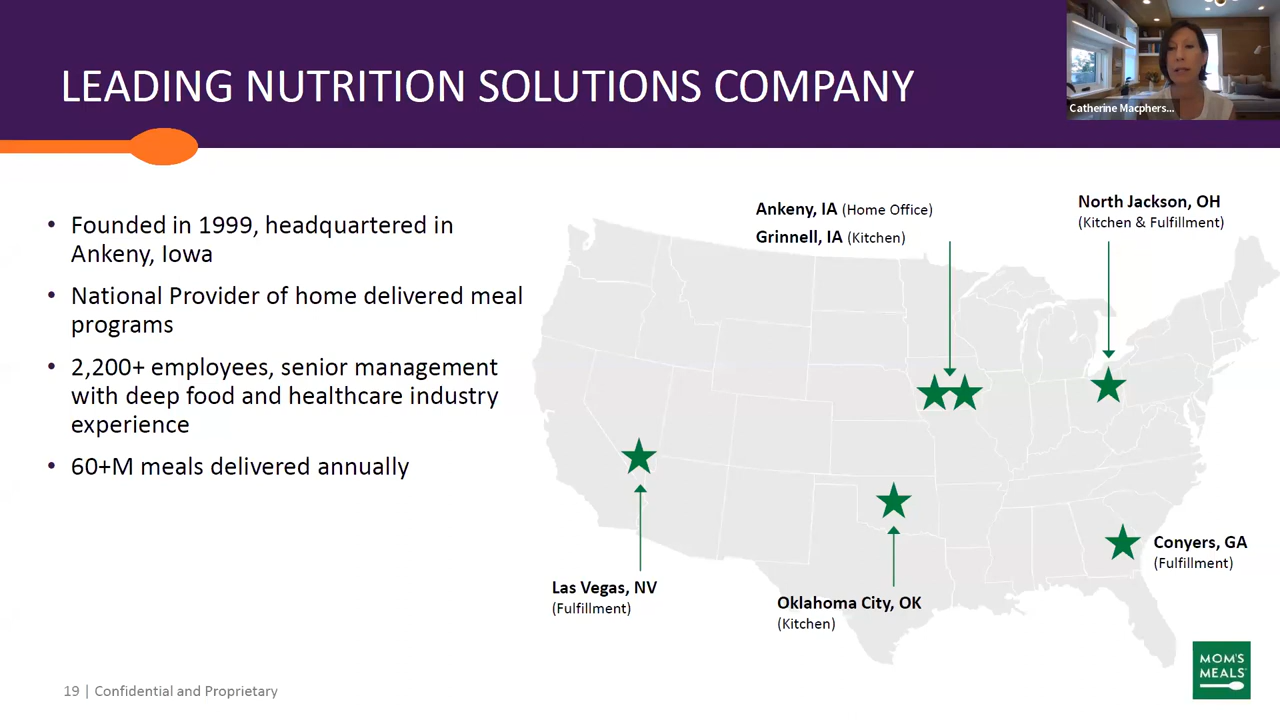 LEADING NUTRITION SOLUTIONS COMPANY
Catherine Macphers...
• Founded in 1999, headquartered in
Ankeny, Iowa
• National Provider of home delivered meal
programs
• 2,200+ employees, senior management
with deep food and healthcare industry
experience
• 60+M meals delivered annually
Ankeny, IA (Home Office)
Grinnell, IA (Kitchen)
North Jackson, OH
(Kitchen & Fulfillment)
Las Vegas, NV
(Fulfillment)
Oklahoma City, OK
(Kitchen)
Conyers, GA
(Fulfillment)
19 | Confidential and Proprietary
MOM'S
MEALS®